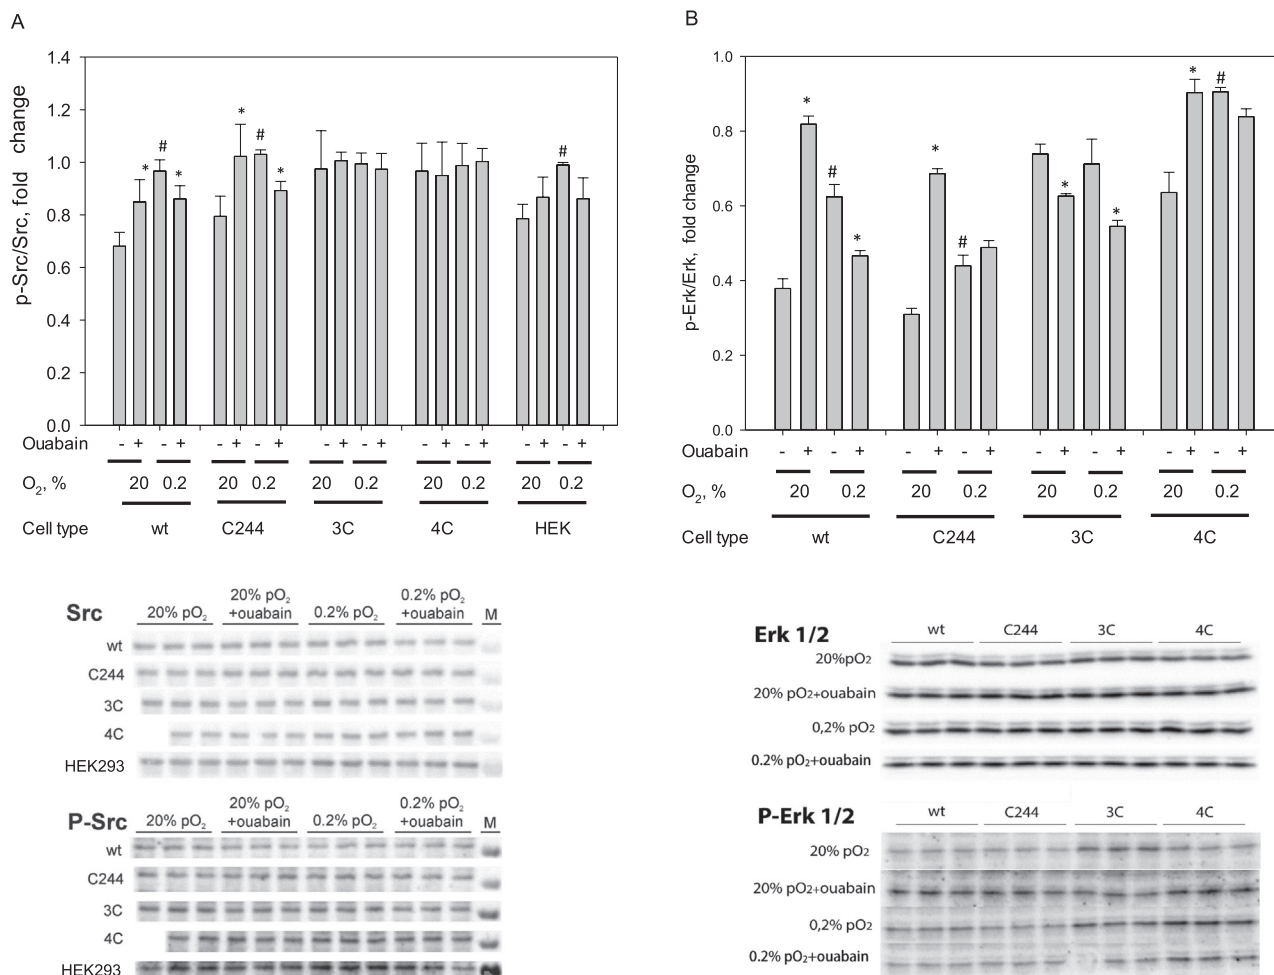 A
p-Src/Src, fold change
1.4
1.2
1.0
0.8
0.6
0.4
0.2
0.0
* # * * # * #
Ouabain - + - + - + - + - + - + - + - + - + - +
O2, % 20 0.2 20 0.2 20 0.2 20 0.2 20 0.2
Cell type wt C244 3C 4C HEK
B
p-Erk/Erk, fold change
1.0
0.8
0.6
0.4
0.2
0.0
* # * * # * * * #
Ouabain - + - + - + - + - + - + - + - +
O2, % 20 0.2 20 0.2 20 0.2 20 0.2
Cell type wt C244 3C 4C
Src 20% pO2 20% pO2 +ouabain 0.2% pO2 0.2% pO2 +ouabain M
wt
C244
3C
4C
HEK293
P-Src 20% pO2 20% pO2 +ouabain 0.2% pO2 0.2% pO2 +ouabain M
wt
C244
3C
4C
HEK293
Erk 1/2 wt C244 3C 4C
20%pO2
20% pO2+ouabain
0,2% pO2
0.2% pO2+ouabain
P-Erk 1/2 wt C244 3C 4C
20% pO2
20% pO2+ouabain
0,2% pO2
0.2% pO2+ouabain